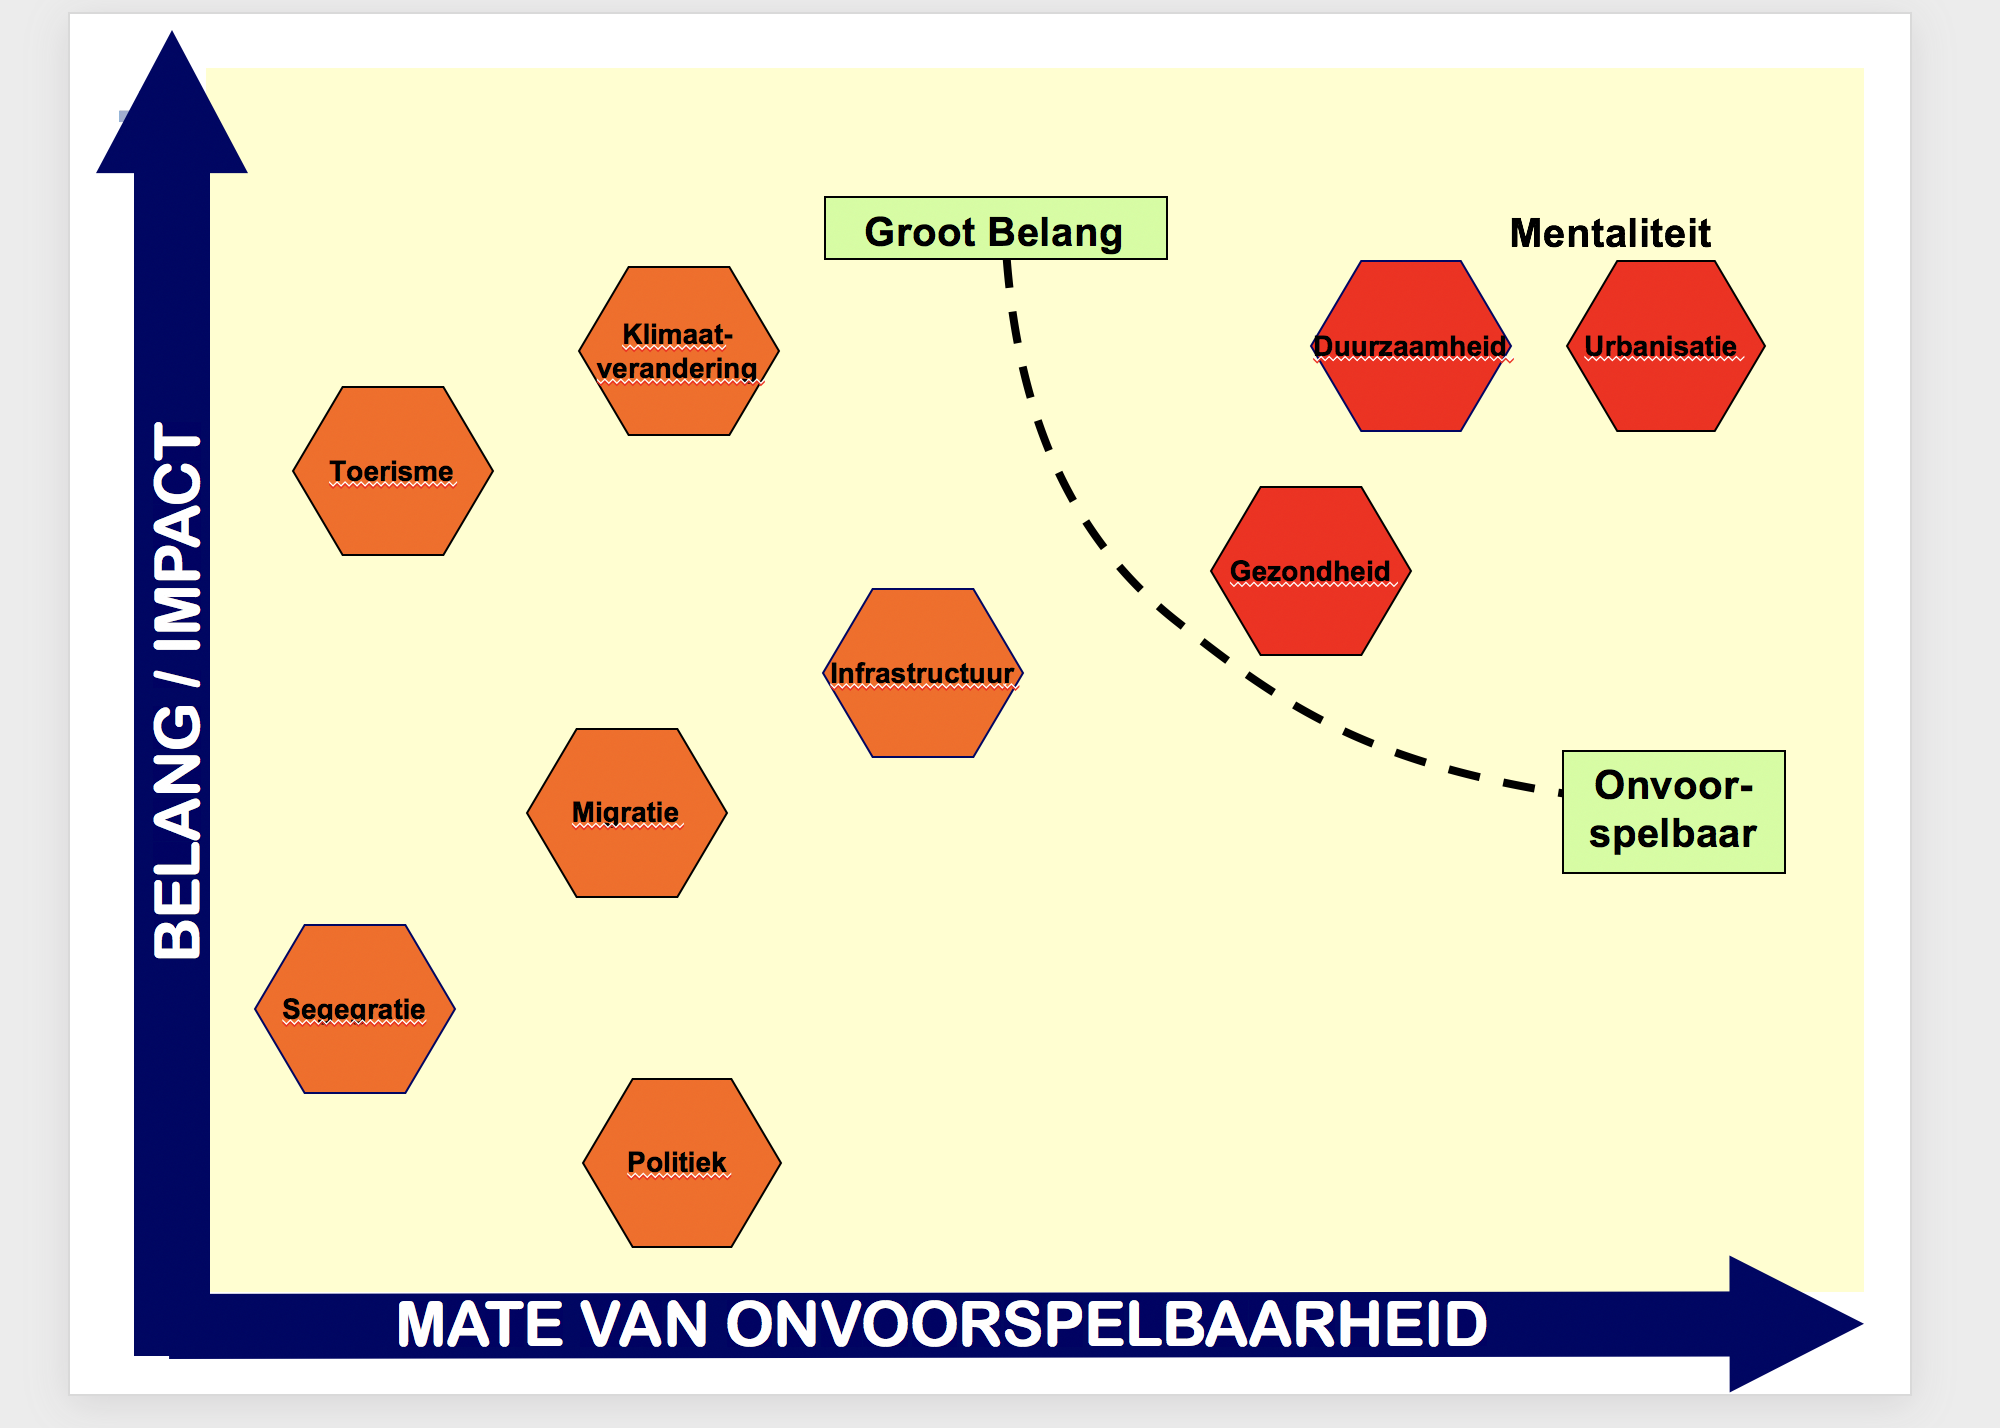 Groot Belang
Mentaliteit
Klimaat-
verandering
Duurzaamheid
Urbanisatie
Toerisme
Gezondheid
Infrastructuur
BELANG / IMPACT
Onvoor-
spelbaar
Migratie
Segegratie
Politiek
MATE VAN ONVOORSPELBAARHEID